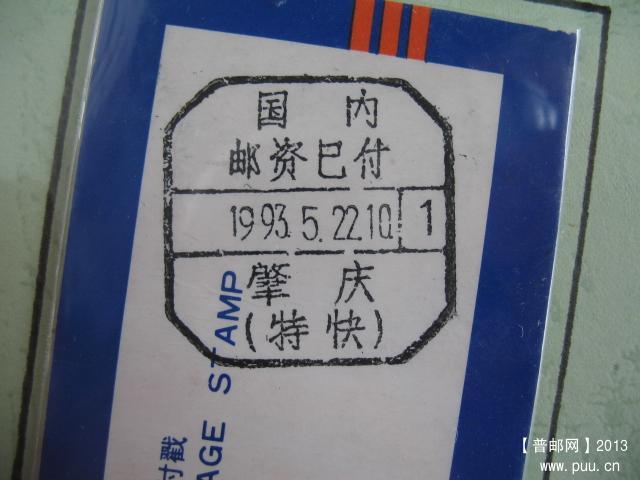 国 内
邮资已付
1993.5.22.10 1
肇 庆
(特快)
付戳
AGE STAMP
【普邮网】2013
www.puu.cn